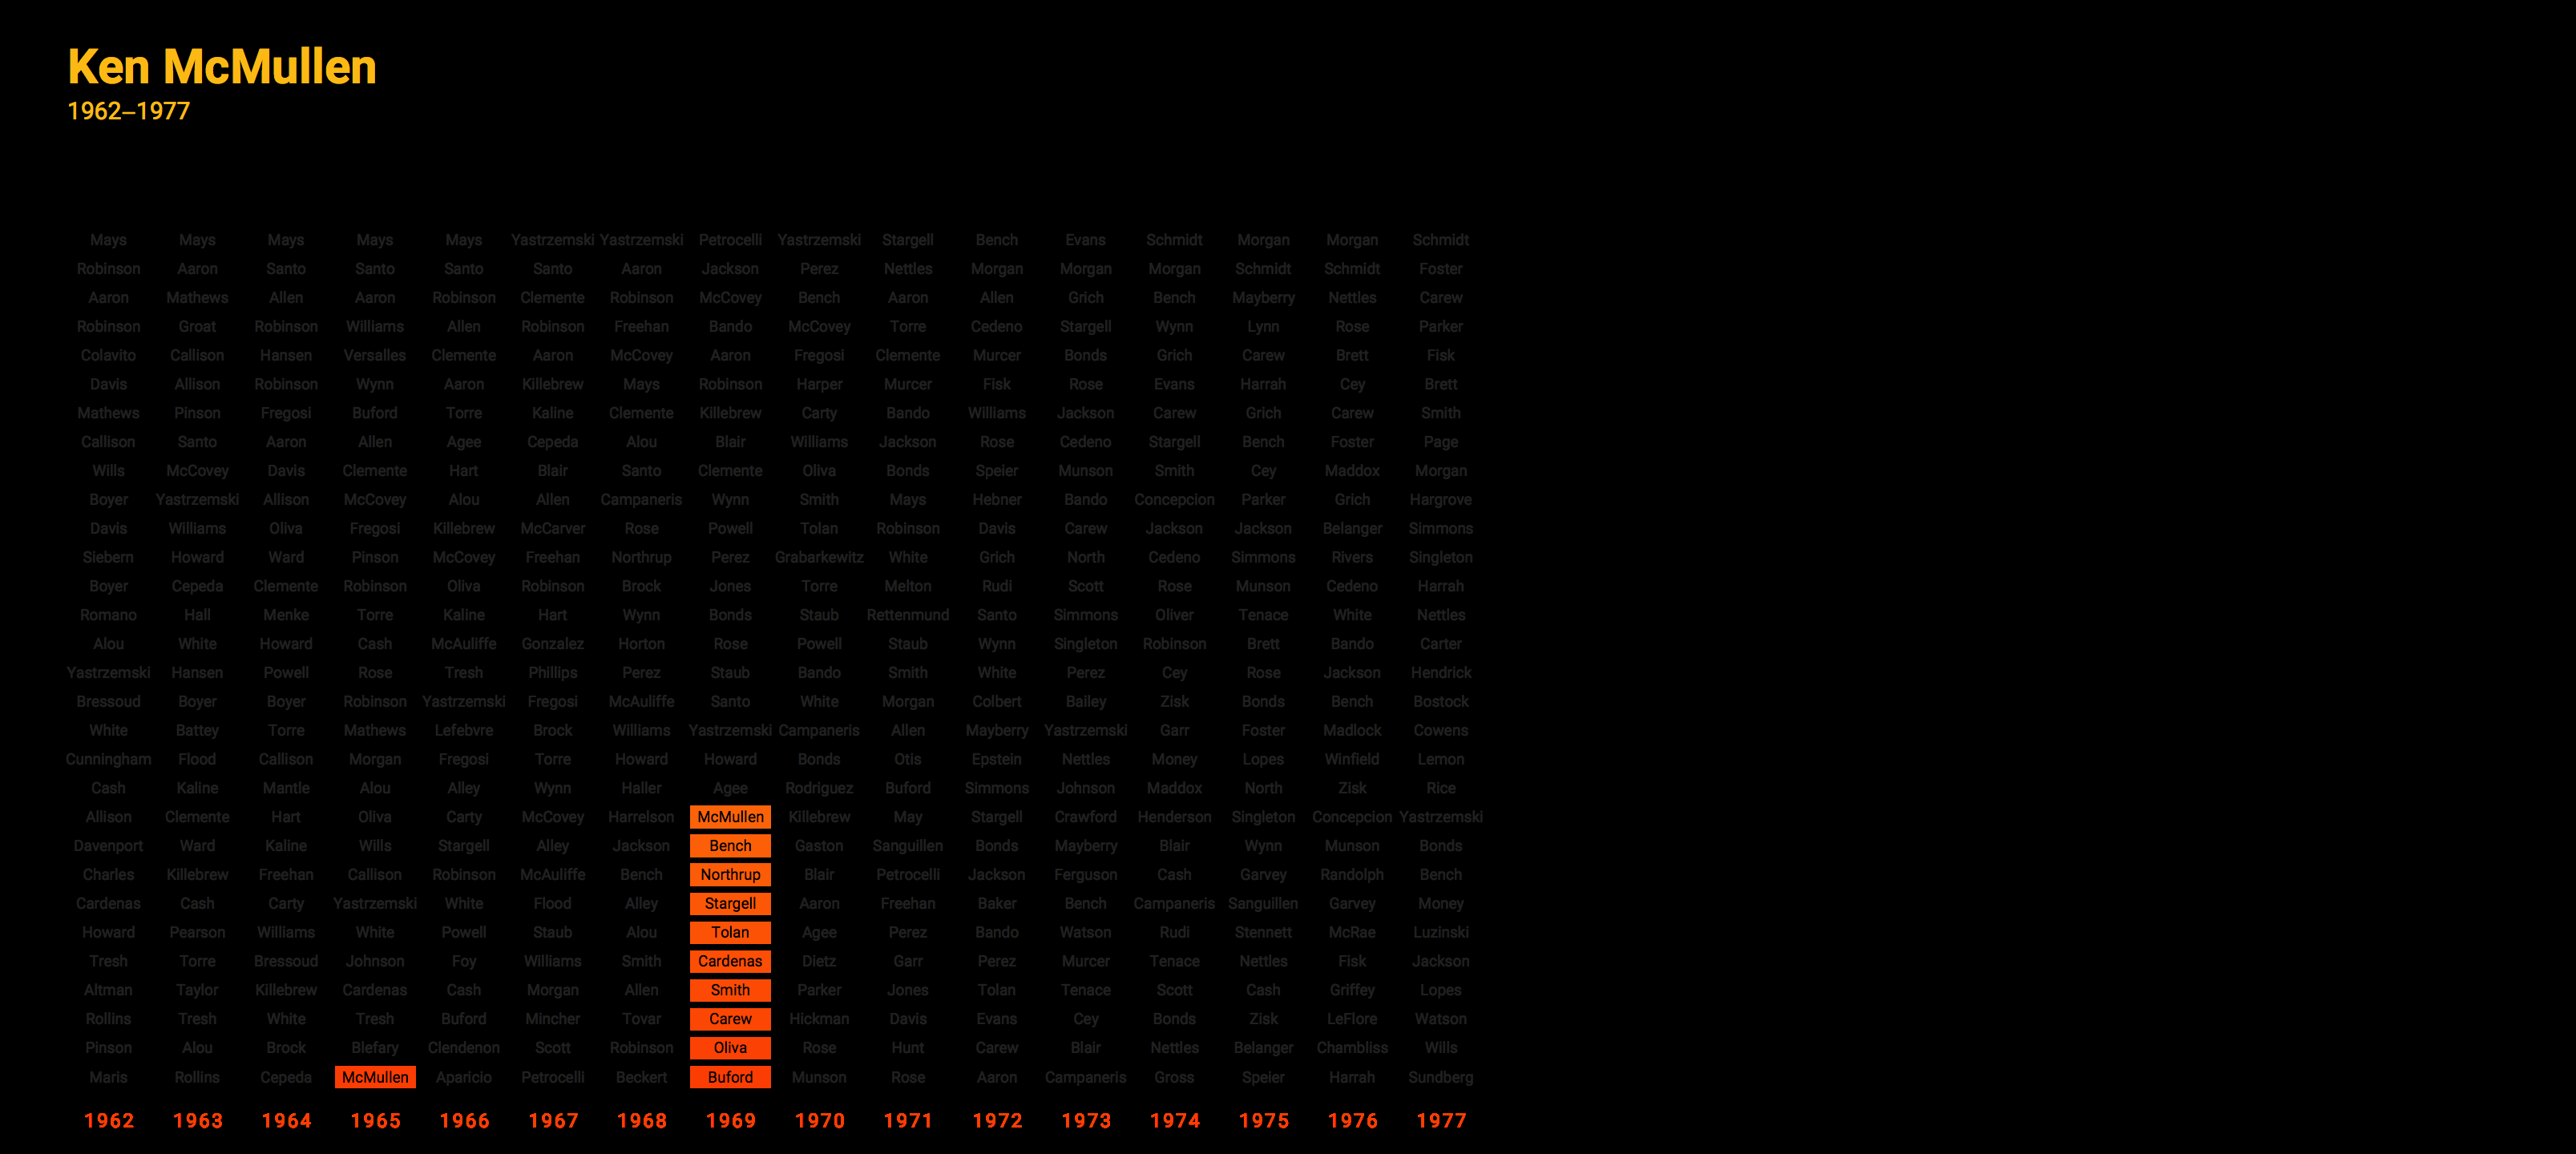 Ken McMullen
1962–1977
Mays Mays Mays Mays Mays Yastrzemski Yastrzemski Petrocelli Yastrzemski Stargell Bench Evans Schmidt Morgan Morgan Schmidt
Robinson Aaron Santo Santo Santo Santo Aaron Jackson Perez Nettles Morgan Morgan Morgan Schmidt Schmidt Foster
Aaron Mathews Allen Aaron Robinson Clemente Robinson McCovey Bench Aaron Allen Grich Bench Mayberry Nettles Carew
Robinson Groat Robinson Williams Allen Robinson Freehan Bando McCovey Torre Cedeno Stargell Wynn Lynn Rose Parker
Colavito Callison Hansen Versalles Clemente Aaron McCovey Aaron Fregosi Clemente Murcer Bonds Grich Carew Brett Fisk
Davis Allison Robinson Wynn Aaron Killebrew Mays Robinson Harper Murcer Fisk Rose Evans Harrah Cey Brett
Mathews Pinson Fregosi Buford Torre Kaline Clemente Killebrew Carty Bando Williams Jackson Carew Grich Carew Smith
Callison Santo Aaron Allen Agee Cepeda Alou Blair Williams Jackson Rose Cedeno Stargell Bench Foster Page
Wills McCovey Davis Clemente Hart Blair Santo Clemente Oliva Bonds Speier Munson Smith Cey Maddox Morgan
Boyer Yastrzemski Allison McCovey Alou Allen Campaneris Wynn Smith Mays Hebner Bando Concepcion Parker Grich Hargrove
Davis Williams Oliva Fregosi Killebrew McCarver Rose Powell Tolan Robinson Davis Carew Jackson Jackson Belanger Simmons
Siebern Howard Ward Pinson McCovey Freehan Northrup Perez Grabarkewitz White Grich North Cedeno Simmons Rivers Singleton
Boyer Cepeda Clemente Robinson Oliva Robinson Brock Jones Torre Melton Rudi Scott Rose Munson Cedeno Harrah
Romano Hall Menke Torre Kaline Hart Wynn Bonds Staub Rettenmund Santo Simmons Oliver Tenace White Nettles
Alou White Howard Cash McAuliffe Gonzalez Horton Rose Powell Staub Wynn Singleton Robinson Brett Bando Carter
Yastrzemski Hansen Powell Rose Tresh Phillips Perez Staub Bando Smith White Perez Cey Rose Jackson Hendrick
Bressoud Boyer Boyer Robinson Yastrzemski Fregosi McAuliffe Santo White Morgan Colbert Bailey Zisk Bonds Bench Bostock
White Battey Torre Mathews Lefebvre Brock Williams Yastrzemski Campaneris Allen Mayberry Yastrzemski Garr Foster Madlock Cowens
Cunningham Flood Callison Morgan Fregosi Torre Howard Howard Bonds Otis Epstein Nettles Money Lopes Winfield Lemon
Cash Kaline Mantle Alou Alley Wynn Haller Agee Rodriguez Buford Simmons Johnson Maddox North Zisk Rice
Allison Clemente Hart Oliva Carty McCovey Harrelson McMullen Killebrew May Stargell Crawford Henderson Singleton Concepcion Yastrzemski
Davenport Ward Kaline Wills Stargell Alley Jackson Bench Gaston Sanguillen Bonds Mayberry Blair Wynn Munson Bonds
Charles Killebrew Freehan Callison Robinson McAuliffe Bench Northrup Blair Petrocelli Jackson Ferguson Cash Garvey Randolph Bench
Cardenas Cash Carty Yastrzemski White Flood Alley Stargell Aaron Freehan Baker Bench Campaneris Sanguillen Garvey Money
Howard Pearson Williams White Powell Staub Alou Tolan Agee Perez Bando Watson Rudi Stennett McRae Luzinski
Tresh Torre Bressoud Johnson Foy Williams Smith Cardenas Dietz Garr Perez Murcer Tenace Nettles Fisk Jackson
Altman Taylor Killebrew Cardenas Cash Morgan Allen Smith Parker Jones Tolan Tenace Scott Cash Griffey Lopes
Rollins Tresh White Tresh Buford Mincher Tovar Carew Hickman Davis Evans Cey Bonds Zisk LeFlore Watson
Pinson Alou Brock Blefary Clendenon Scott Robinson Oliva Rose Hunt Carew Blair Nettles Belanger Chambliss Wills
Maris Rollins Cepeda McMullen Aparicio Petrocelli Beckert Buford Munson Rose Aaron Campaneris Gross Speier Harrah Sundberg
1962 1963 1964 1965 1966 1967 1968 1969 1970 1971 1972 1973 1974 1975 1976 1977